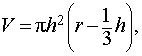 V = πh²(r − 1/3 h),